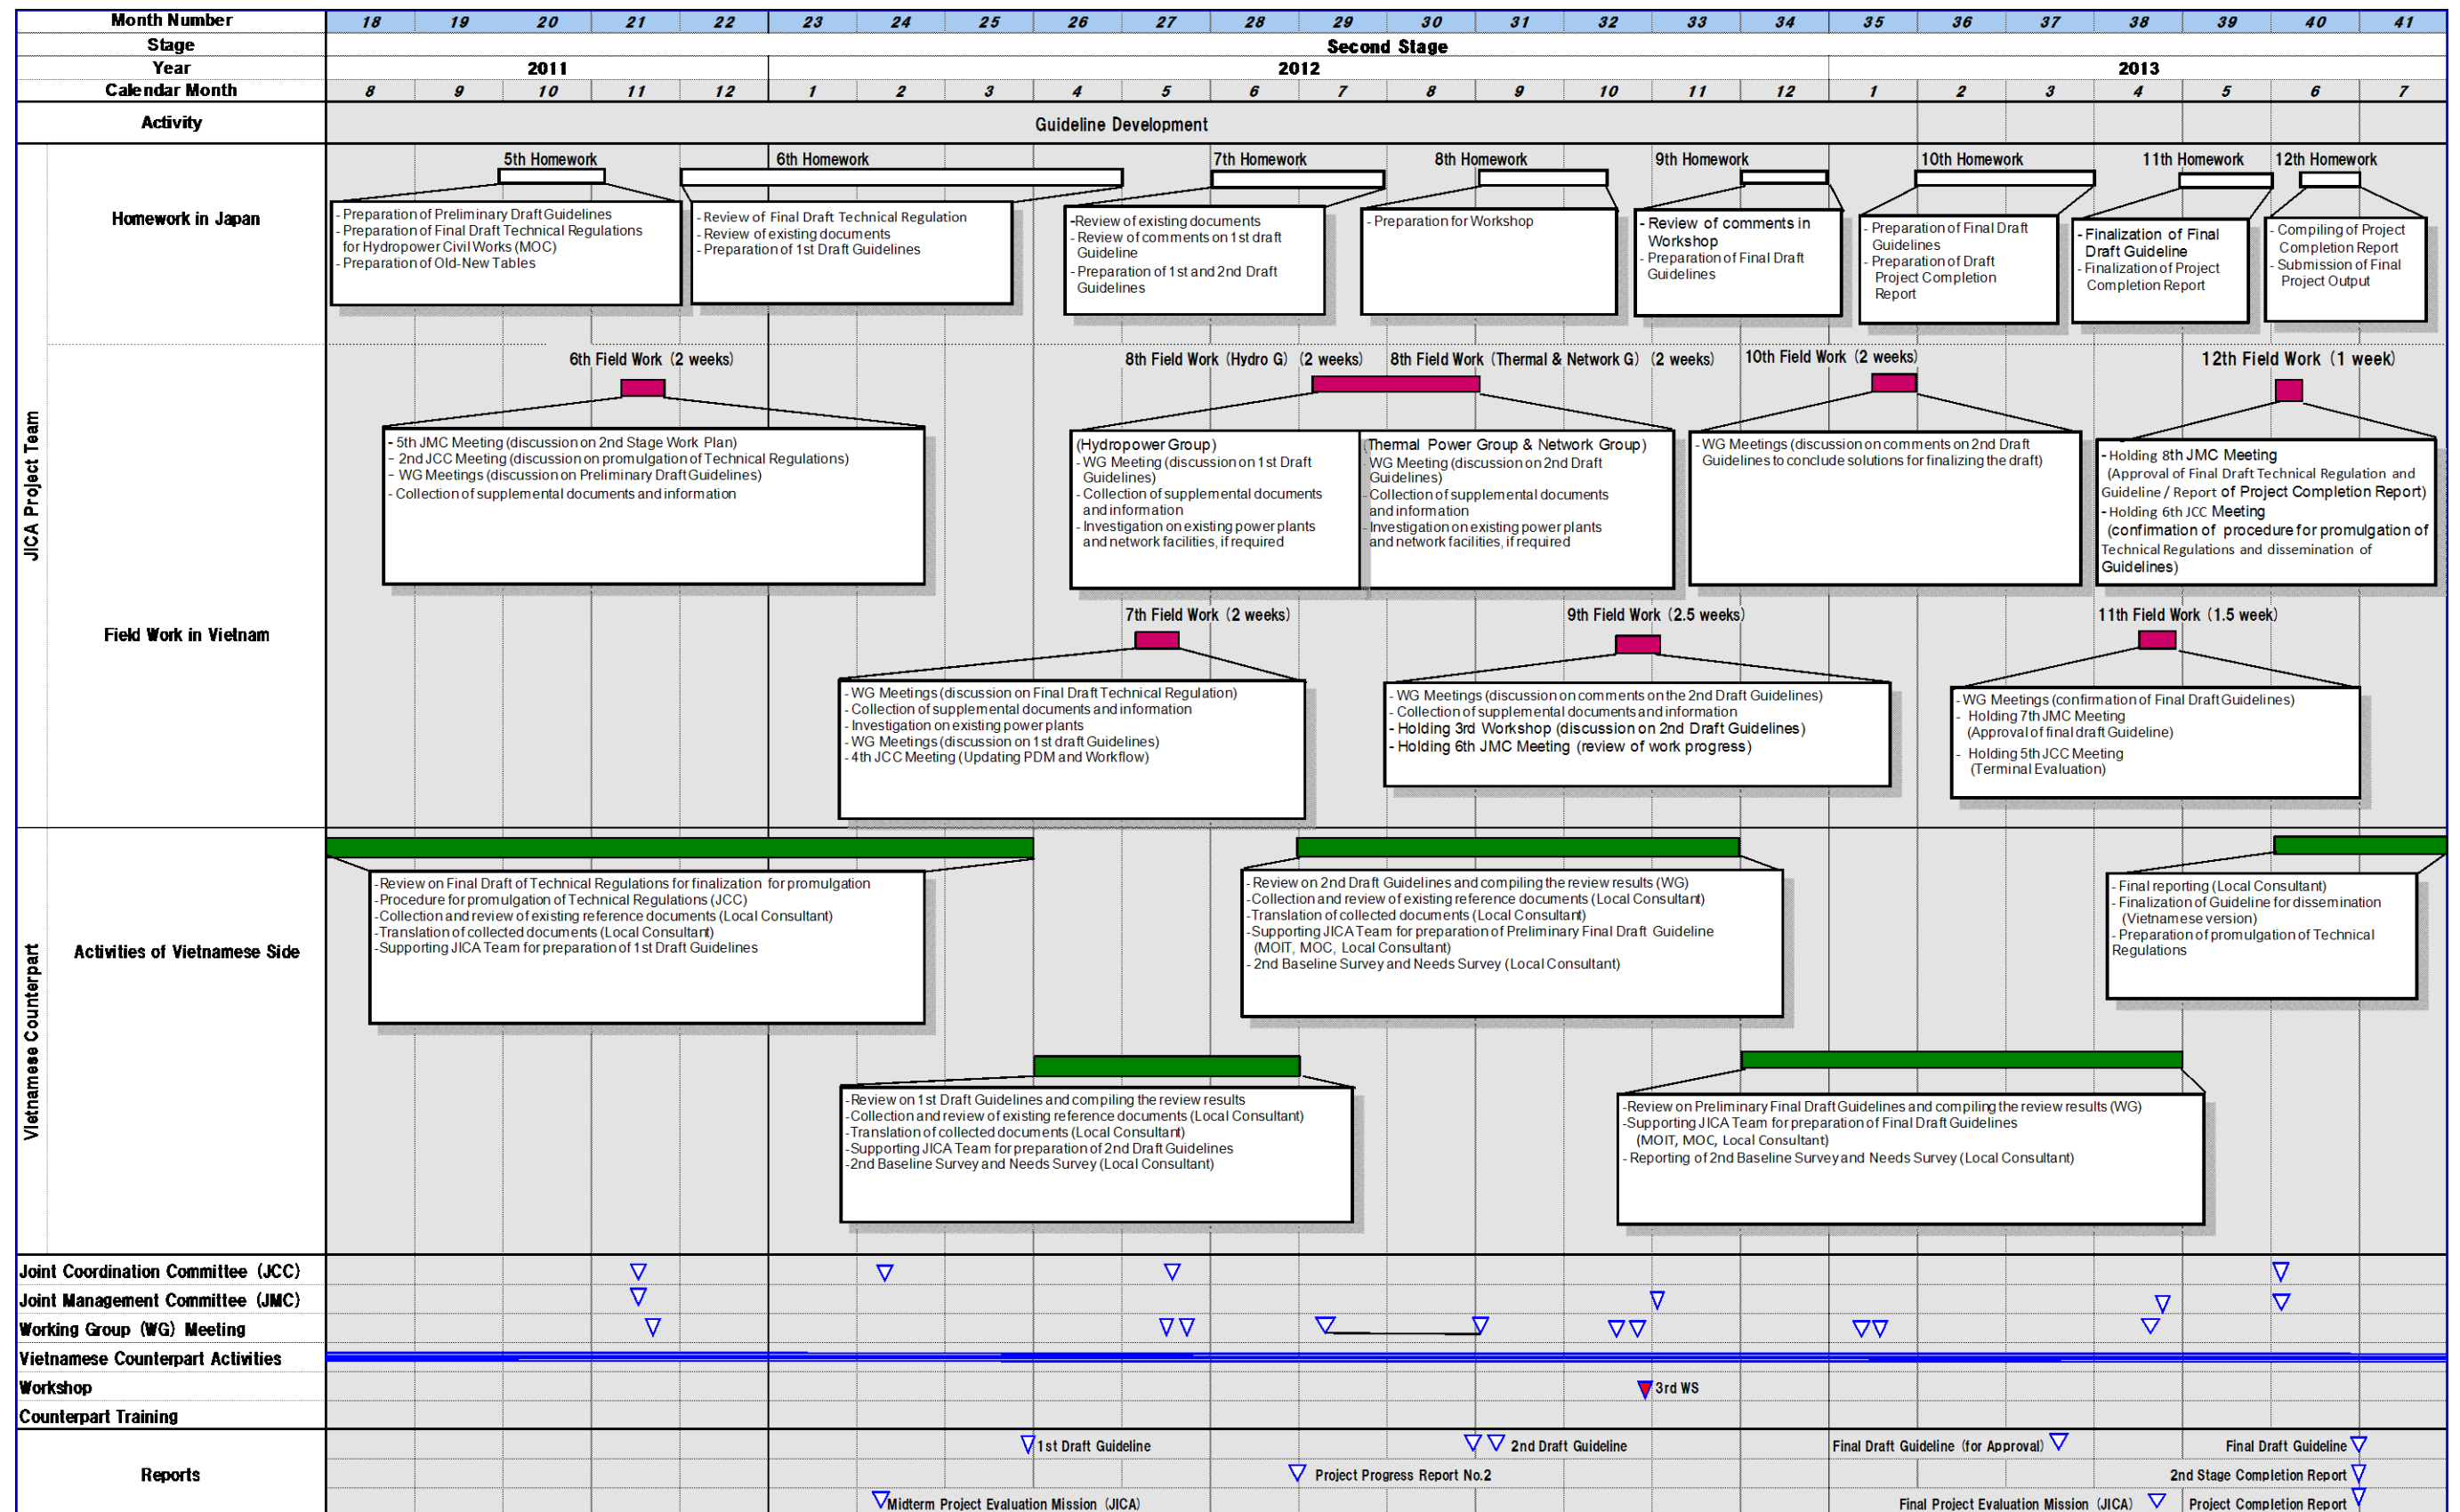 Month Number 18 19 20 21 22 23 24 25 26 27 28 29 30 31 32 33 34 35 36 37 38 39 40 41
Stage Second Stage
Year 2011 2012 2013
Calendar Month 8 9 10 11 12 1 2 3 4 5 6 7 8 9 10 11 12 1 2 3 4 5 6 7
Activity Guideline Development
JICA Project Team
Homework in Japan
5th Homework
- Preparation of Preliminary Draft Guidelines
- Preparation of Final Draft Technical Regulations
for Hydropower Civil Works (MOC)
- Preparation of Old-New Tables
6th Homework
- Review of Final Draft Technical Regulation
- Review of existing documents
- Preparation of 1st Draft Guidelines
7th Homework
-Review of existing documents
- Review of comments on 1st draft
Guideline
- Preparation of 1st and 2nd Draft
Guidelines
8th Homework
- Preparation for Workshop
9th Homework
- Review of comments in
Workshop
- Preparation of Final Draft
Guidelines
10th Homework
- Preparation of Final Draft
Guidelines
- Preparation of Draft
Project Completion
Report
11th Homework
- Finalization of Final
Draft Guideline
- Finalization of Project
Completion Report
12th Homework
- Compiling of Project
Completion Report
- Submission of Final
Project Output
Field Work in Vietnam
6th Field Work (2 weeks)
- 5th JMC Meeting (discussion on 2nd Stage Work Plan)
- 2nd JCC Meeting (discussion on promulgation of Technical Regulations)
- WG Meetings (discussion on Preliminary Draft Guidelines)
- Collection of supplemental documents and information
8th Field Work (Hydro G) (2 weeks)
(Hydropower Group)
- WG Meeting (discussion on 1st Draft
Guidelines)
- Collection of supplemental documents
and information
- Investigation on existing power plants
and network facilities, if required
8th Field Work (Thermal & Network G) (2 weeks)
(Thermal Power Group & Network Group)
- WG Meeting (discussion on 2nd Draft
Guidelines)
- Collection of supplemental documents
and information
- Investigation on existing power plants
and network facilities, if required
10th Field Work (2 weeks)
- WG Meetings (discussion on comments on 2nd Draft
Guidelines to conclude solutions for finalizing the draft)
12th Field Work (1 week)
- Holding 8th JMC Meeting
(Approval of Final Draft Technical Regulation and
Guideline / Report of Project Completion Report)
- Holding 6th JCC Meeting
(confirmation of procedure for promulgation of
Technical Regulations and dissemination of
Guidelines)
7th Field Work (2 weeks)
- WG Meetings (discussion on Final Draft Technical Regulation)
- Collection of supplemental documents and information
- Investigation on existing power plants
- WG Meetings (discussion on 1st draft Guidelines)
- 4th JCC Meeting (Updating PDM and Workflow)
9th Field Work (2.5 weeks)
- WG Meetings (discussion on comments on the 2nd Draft Guidelines)
- Collection of supplemental documents and information
- Holding 3rd Workshop (discussion on 2nd Draft Guidelines)
- Holding 6th JMC Meeting (review of work progress)
11th Field Work (1.5 week)
- WG Meetings (confirmation of Final Draft Guidelines)
- Holding 7th JMC Meeting
(Approval of final draft Guideline)
- Holding 5th JCC Meeting
(Terminal Evaluation)
Vietnamese Counterpart
Activities of Vietnamese Side
-Review on Final Draft of Technical Regulations for finalization for promulgation
-Procedure for promulgation of Technical Regulations (JCC)
-Collection and review of existing reference documents (Local Consultant)
-Translation of collected documents (Local Consultant)
-Supporting JICA Team for preparation of 1st Draft Guidelines
- Review on 2nd Draft Guidelines and compiling the review results (WG)
-Collection and review of existing reference documents (Local Consultant)
-Translation of collected documents (Local Consultant)
-Supporting JICA Team for preparation of Preliminary Final Draft Guideline
(MOIT, MOC, Local Consultant)
- 2nd Baseline Survey and Needs Survey (Local Consultant)
- Final reporting (Local Consultant)
- Finalization of Guideline for dissemination
(Vietnamese version)
- Preparation of promulgation of Technical
Regulations
-Review on 1st Draft Guidelines and compiling the review results
-Collection and review of existing reference documents (Local Consultant)
-Translation of collected documents (Local Consultant)
-Supporting JICA Team for preparation of 2nd Draft Guidelines
-2nd Baseline Survey and Needs Survey (Local Consultant)
-Review on Preliminary Final Draft Guidelines and compiling the review results (WG)
-Supporting JICA Team for preparation of Final Draft Guidelines
(MOIT, MOC, Local Consultant)
- Reporting of 2nd Baseline Survey and Needs Survey (Local Consultant)
Joint Coordination Committee (JCC)
Joint Management Committee (JMC)
Working Group (WG) Meeting
Vietnamese Counterpart Activities
Workshop 3rd WS
Counterpart Training
Reports
1st Draft Guideline 2nd Draft Guideline Final Draft Guideline (for Approval) Final Draft Guideline
Project Progress Report No.2 2nd Stage Completion Report
Midterm Project Evaluation Mission (JICA) Final Project Evaluation Mission (JICA) Project Completion Report